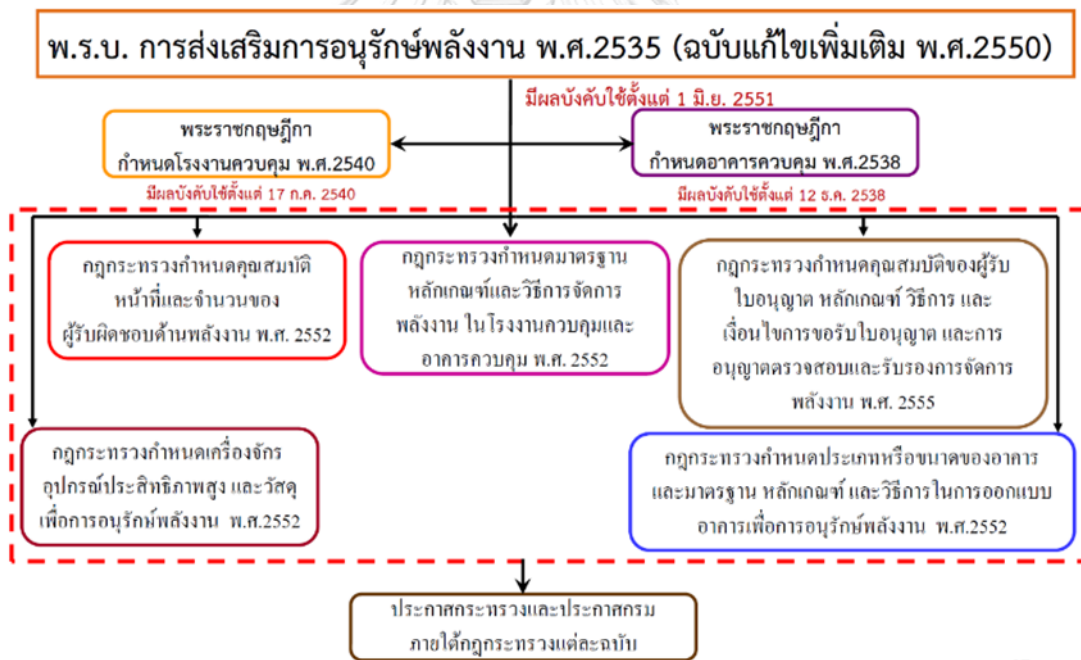 พ.ร.บ. การส่งเสริมการอนุรักษ์พลังงาน พ.ศ.2535 (ฉบับแก้ไขเพิ่มเติม พ.ศ.2550)
มีผลบังคับใช้ตั้งแต่ 1 มิ.ย. 2551
พระราชกฤษฎีกา
กำหนดโรงงานควบคุม พ.ศ.2540
พระราชกฤษฎีกา
กำหนดอาคารควบคุม พ.ศ.2538
มีผลบังคับใช้ตั้งแต่ 17 ก.ค. 2540
มีผลบังคับใช้ตั้งแต่ 12 ธ.ค. 2538
กฎกระทรวงกำหนดคุณสมบัติ
หน้าที่และจำนวนของ
ผู้รับผิดชอบด้านพลังงาน พ.ศ. 2552
กฎกระทรวงกำหนดมาตรฐาน
หลักเกณฑ์และวิธีการจัดการ
พลังงาน ในโรงงานควบคุมและ
อาคารควบคุม พ.ศ. 2552
กฎกระทรวงกำหนดคุณสมบัติของผู้รับ
ใบอนุญาต หลักเกณฑ์ วิธีการ และ
เงื่อนไขการขอรับใบอนุญาต และการ
อนุญาตตรวจสอบและรับรองการจัดการ
พลังงาน พ.ศ. 2555
กฎกระทรวงกำหนดเครื่องจักร
อุปกรณ์ประสิทธิภาพสูง และวัสดุ
เพื่อการอนุรักษ์พลังงาน พ.ศ.2552
กฎกระทรวงกำหนดประเภทหรือขนาดของอาคาร
และมาตรฐาน หลักเกณฑ์ และวิธีการในการออกแบบ
อาคารเพื่อการอนุรักษ์พลังงาน พ.ศ.2552
ประกาศกระทรวงและประกาศกรม
ภายใต้กฎกระทรวงแต่ละฉบับ